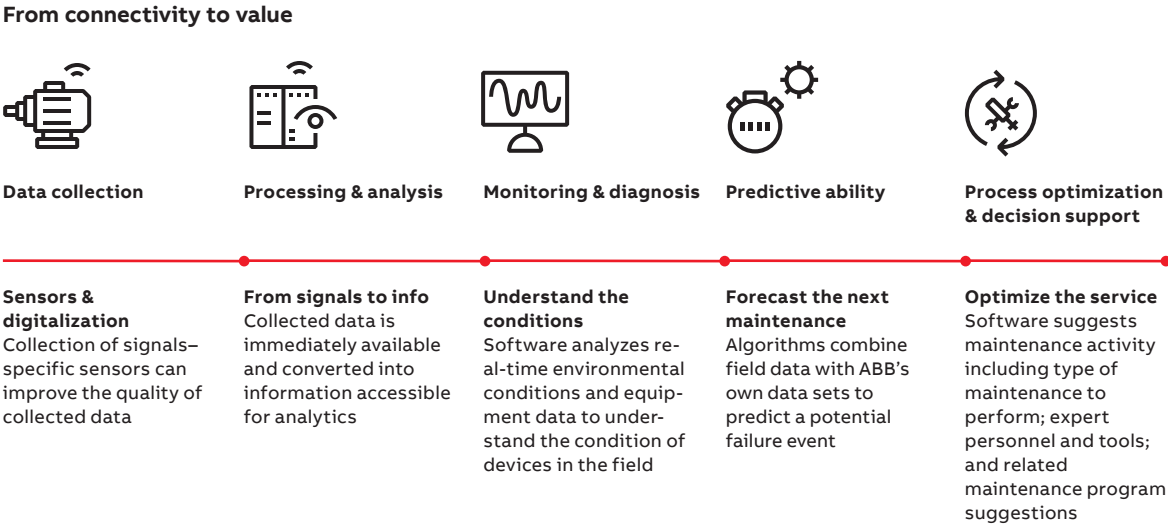 From connectivity to value
Data collection
Processing & analysis
Monitoring & diagnosis
Predictive ability
Process optimization
& decision support
Sensors &
digitalization
Collection of signals–
specific sensors can
improve the quality of
collected data
From signals to info
Collected data is
immediately available
and converted into
information accessible
for analytics
Understand the
conditions
Software analyzes re-
al-time environmental
conditions and equip-
ment data to under-
stand the condition of
devices in the field
Forecast the next
maintenance
Algorithms combine
field data with ABB’s
own data sets to
predict a potential
failure event
Optimize the service
Software suggests
maintenance activity
including type of
maintenance to
perform; expert
personnel and tools;
and related
maintenance program
suggestions